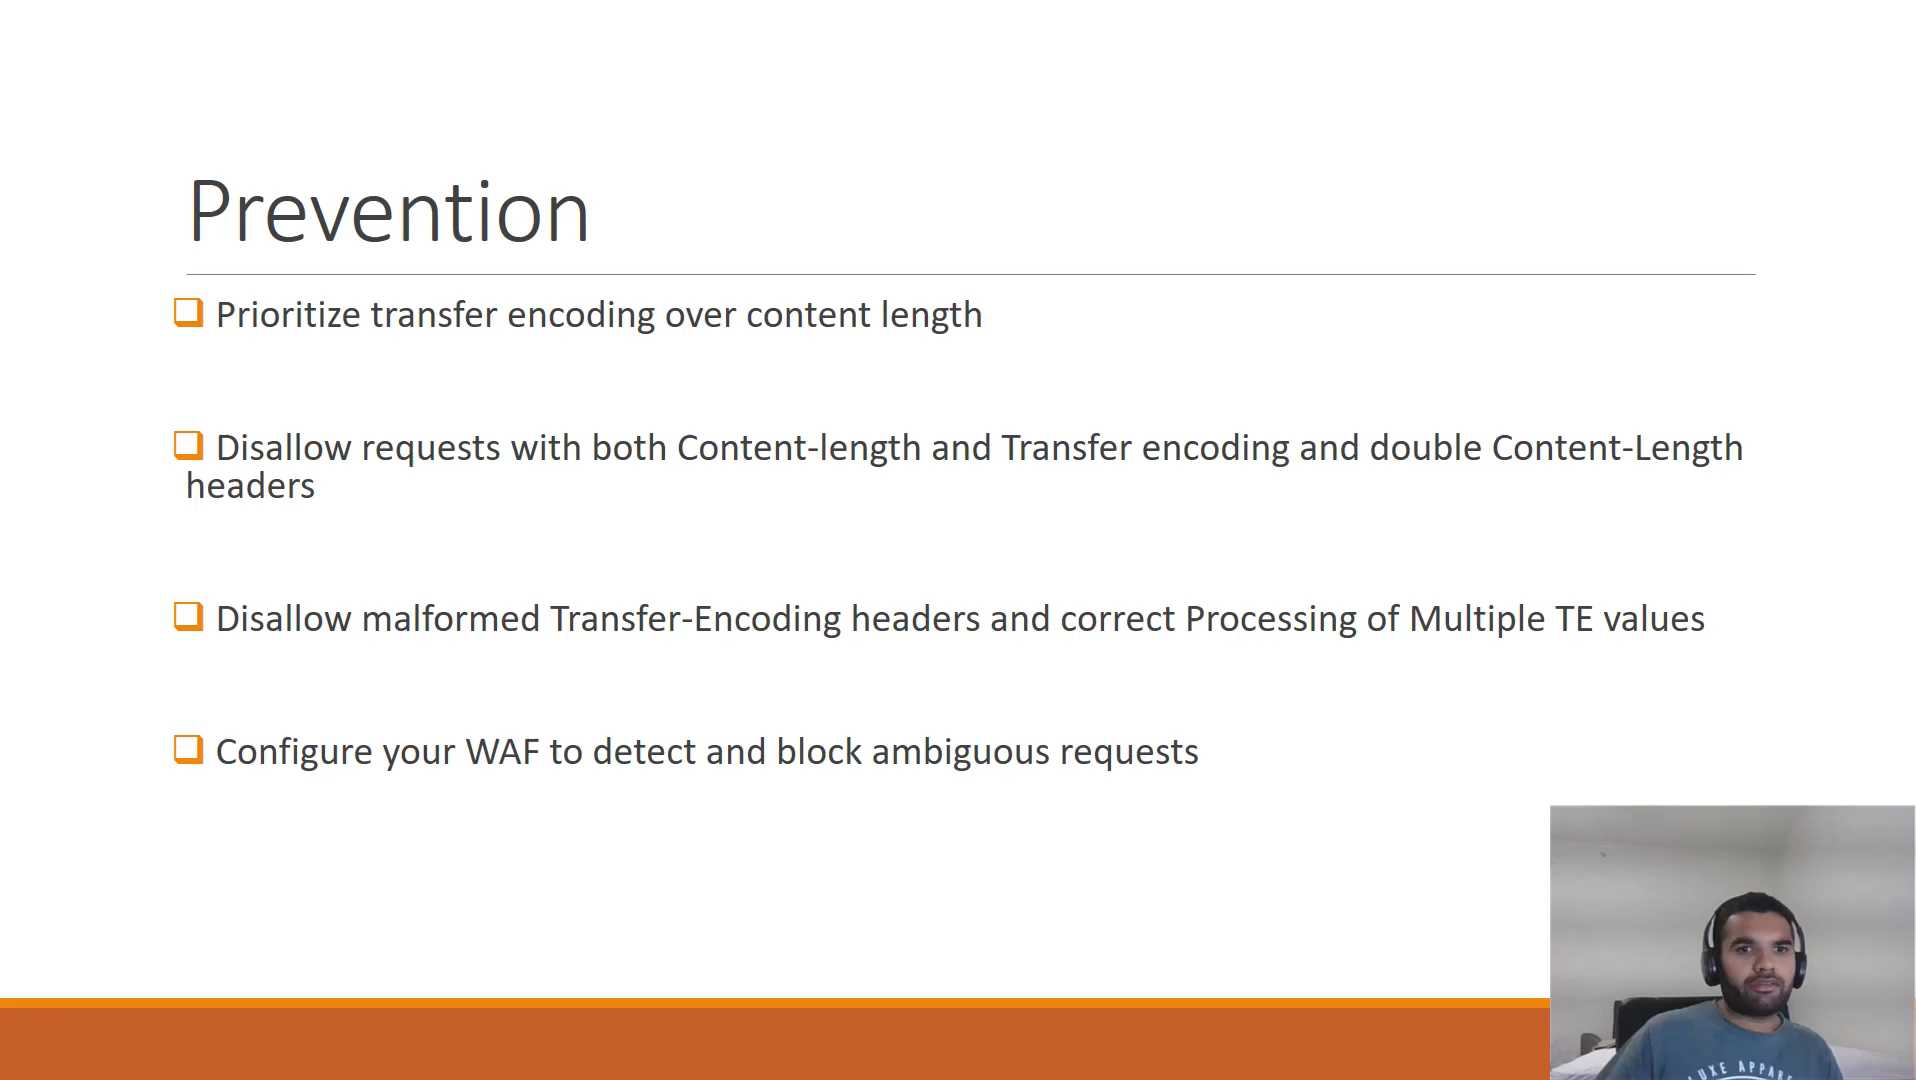 Prevention
Prioritize transfer encoding over content length
Disallow requests with both Content-length and Transfer encoding and double Content-Length
headers
Disallow malformed Transfer-Encoding headers and correct Processing of Multiple TE values
Configure your WAF to detect and block ambiguous requests